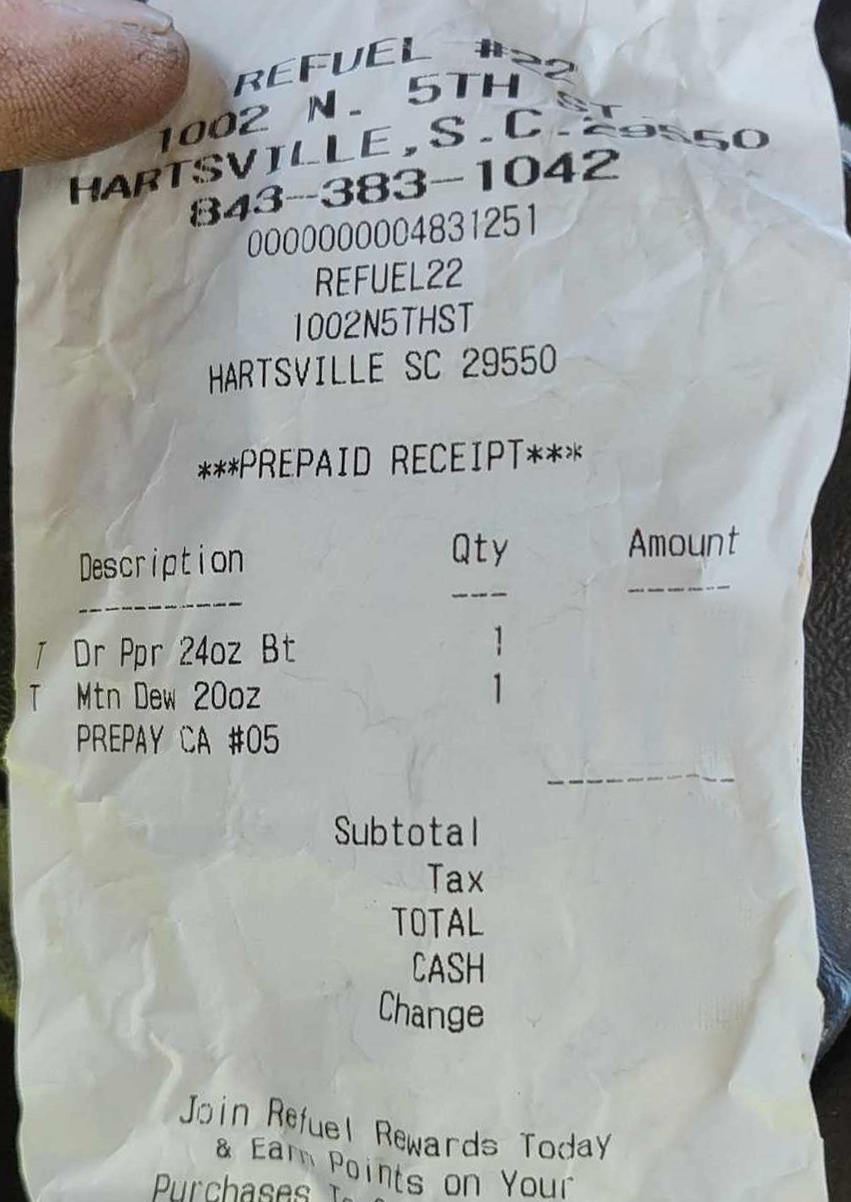 REFUEL #22
1002 N. 5TH ST
HARTSVILLE,S.C.29550
843-383-1042
0000000004831251
REFUEL22
1002N5THST
HARTSVILLE SC 29550
***PREPAID RECEIPT***
Description Qty Amount
----------- --- ------
T Dr Ppr 24oz Bt 1
T Mtn Dew 20oz 1
PREPAY CA #05
-----------
Subtotal
Tax
TOTAL
CASH
Change
Join Refuel Rewards Today
& Earn Points on Your
Purchases